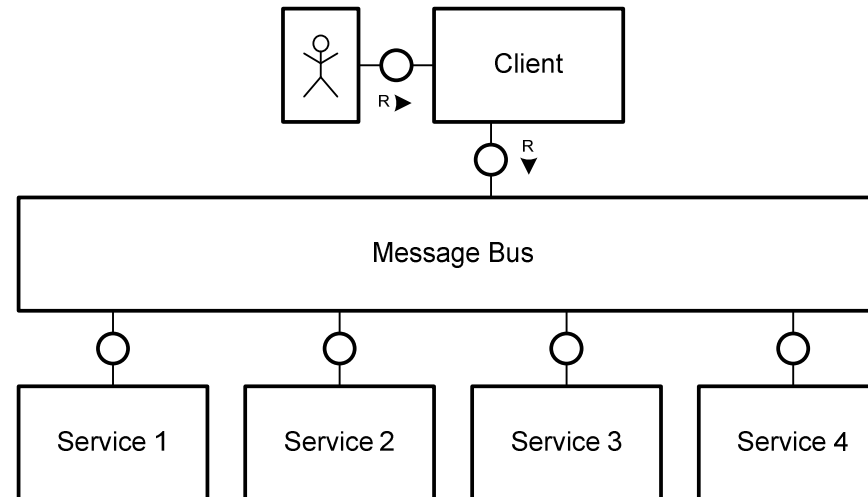 Client
R
R
Message Bus
Service 1
Service 2
Service 3
Service 4